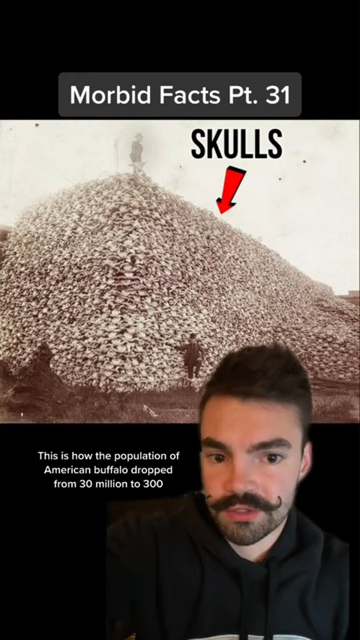 Morbid Facts Pt. 31
SKULLS
This is how the population of
American buffalo dropped
from 30 million to 300